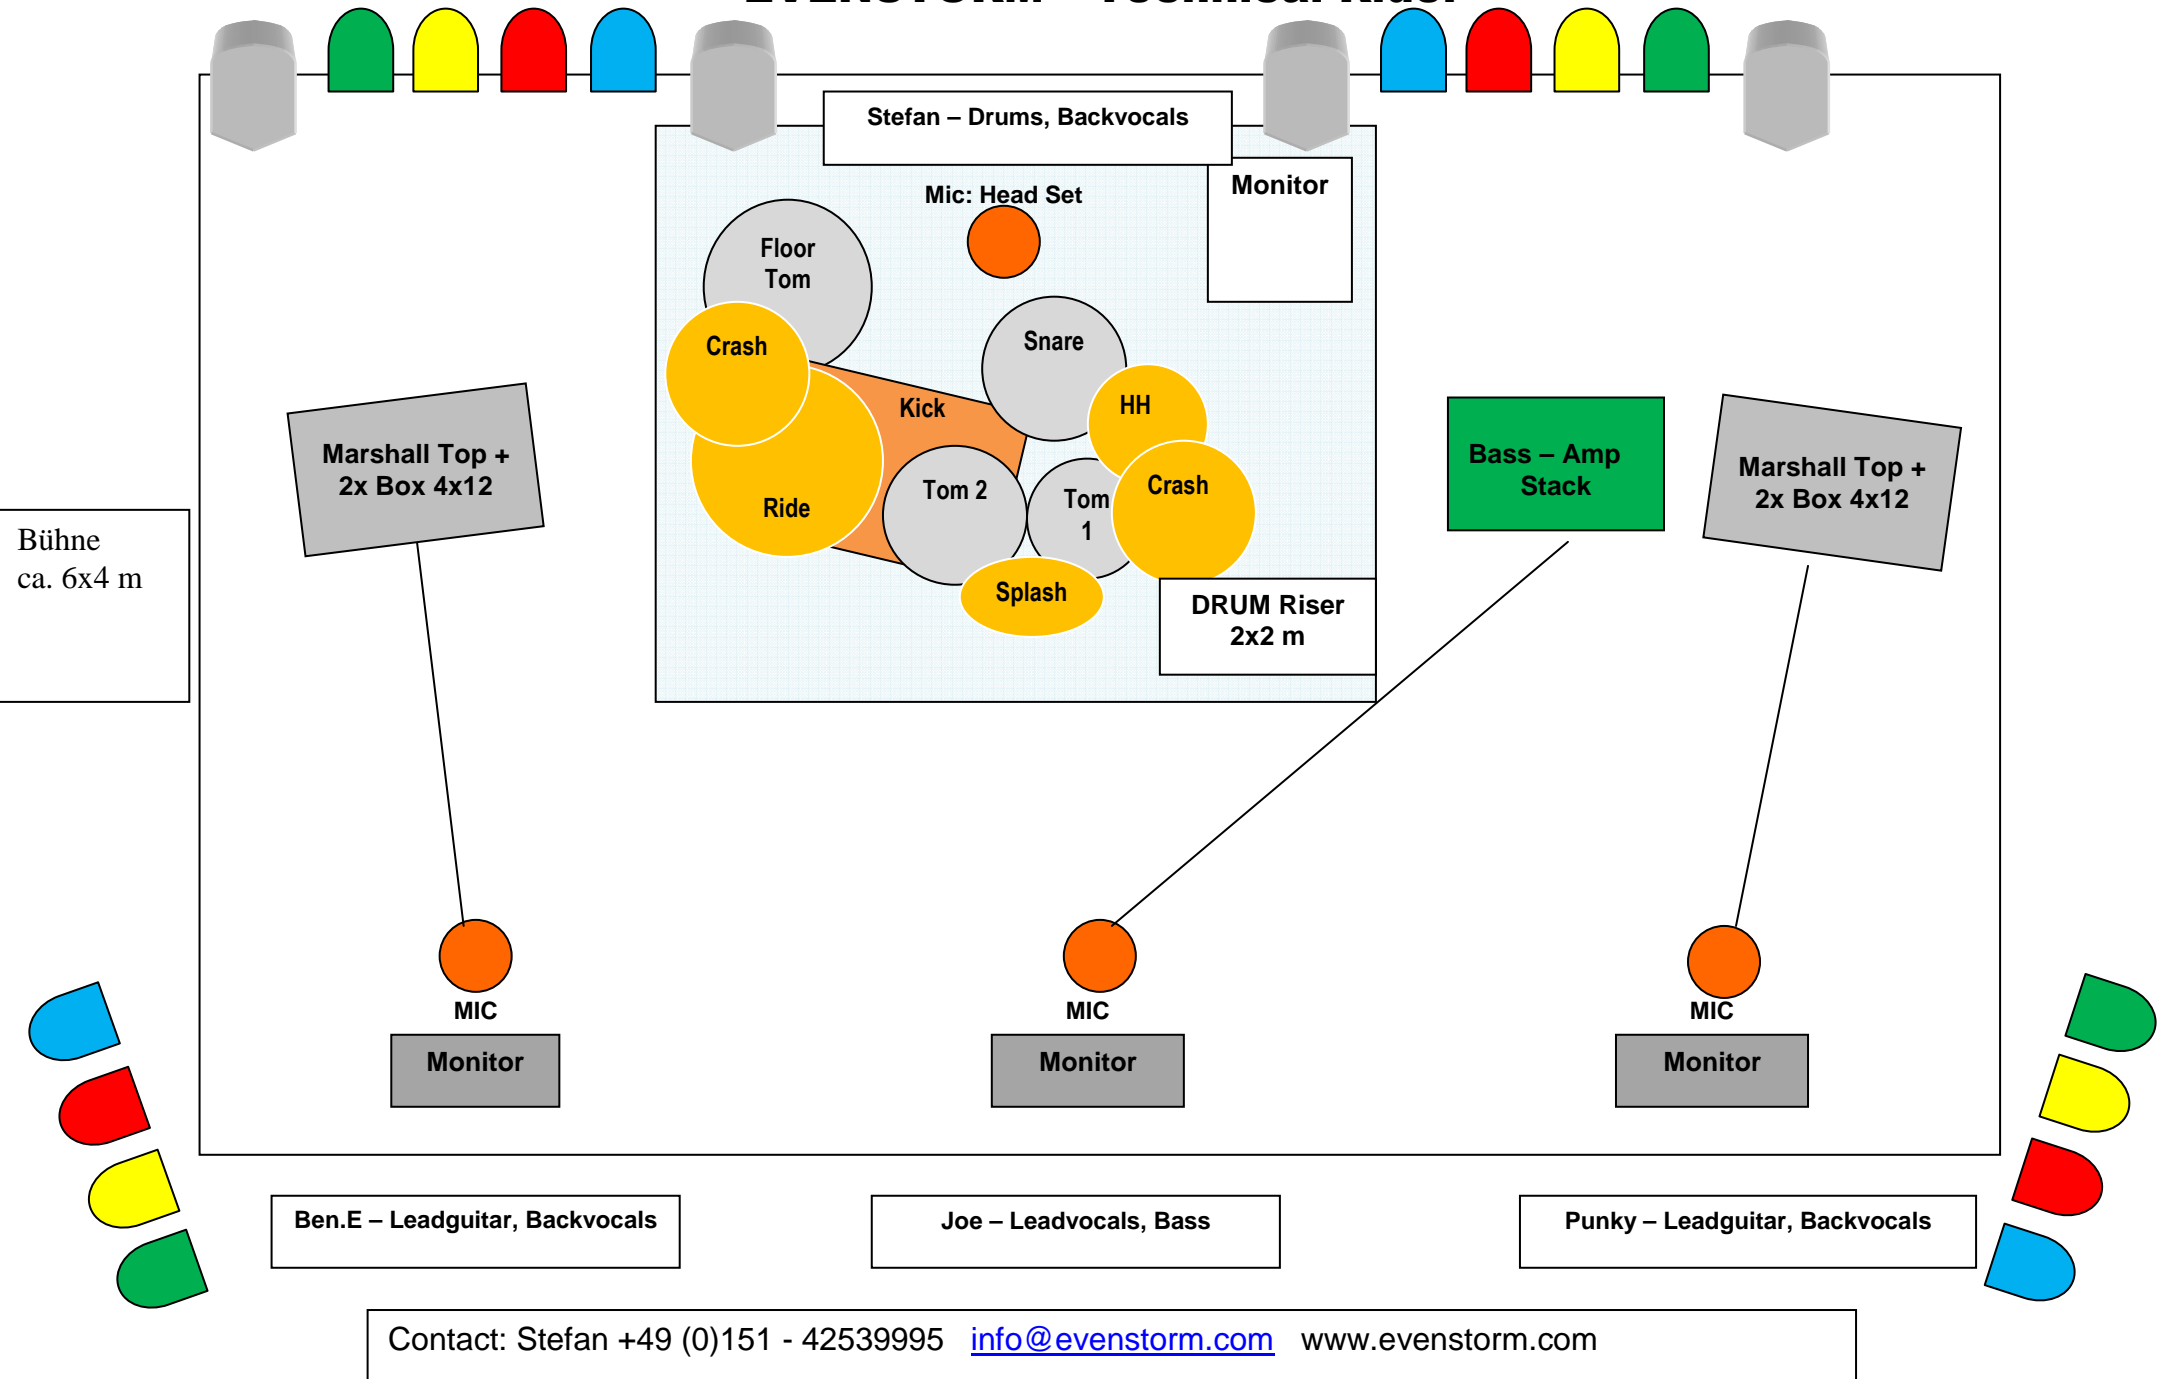 EVENSTORM – Technical Rider
Stefan – Drums, Backvocals
Mic: Head Set
Monitor
Floor
Tom
Crash
Snare
Kick
HH
Ride
Tom 2
Tom
1
Crash
Splash
DRUM Riser
2x2 m
Marshall Top +
2x Box 4x12
Bass – Amp
Stack
Marshall Top +
2x Box 4x12
Bühne
ca. 6x4 m
MIC
MIC
MIC
Monitor
Monitor
Monitor
Ben.E – Leadguitar, Backvocals
Joe – Leadvocals, Bass
Punky – Leadguitar, Backvocals
Contact: Stefan +49 (0)151 - 42539995 info@evenstorm.com www.evenstorm.com